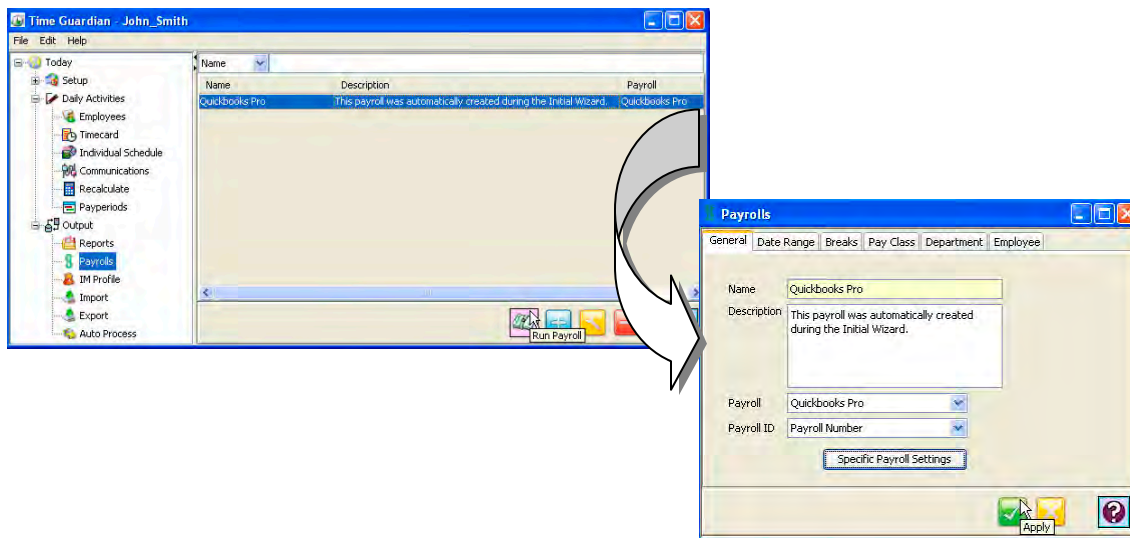 Time Guardian - John_Smith
File Edit Help
Today
Setup
Daily Activities
Employees
Timecard
Individual Schedule
Communications
Recalculate
Payperiods
Output
Reports
Payrolls
IM Profile
Import
Export
Auto Process
Name
Name Description Payroll
Quickbooks Pro This payroll was automatically created during the Initial Wizard. Quickbooks Pro
Run Payroll
Payrolls
General Date Range Breaks Pay Class Department Employee
Name Quickbooks Pro
Description This payroll was automatically created
during the Initial Wizard.
Payroll Quickbooks Pro
Payroll ID Payroll Number
Specific Payroll Settings
Apply